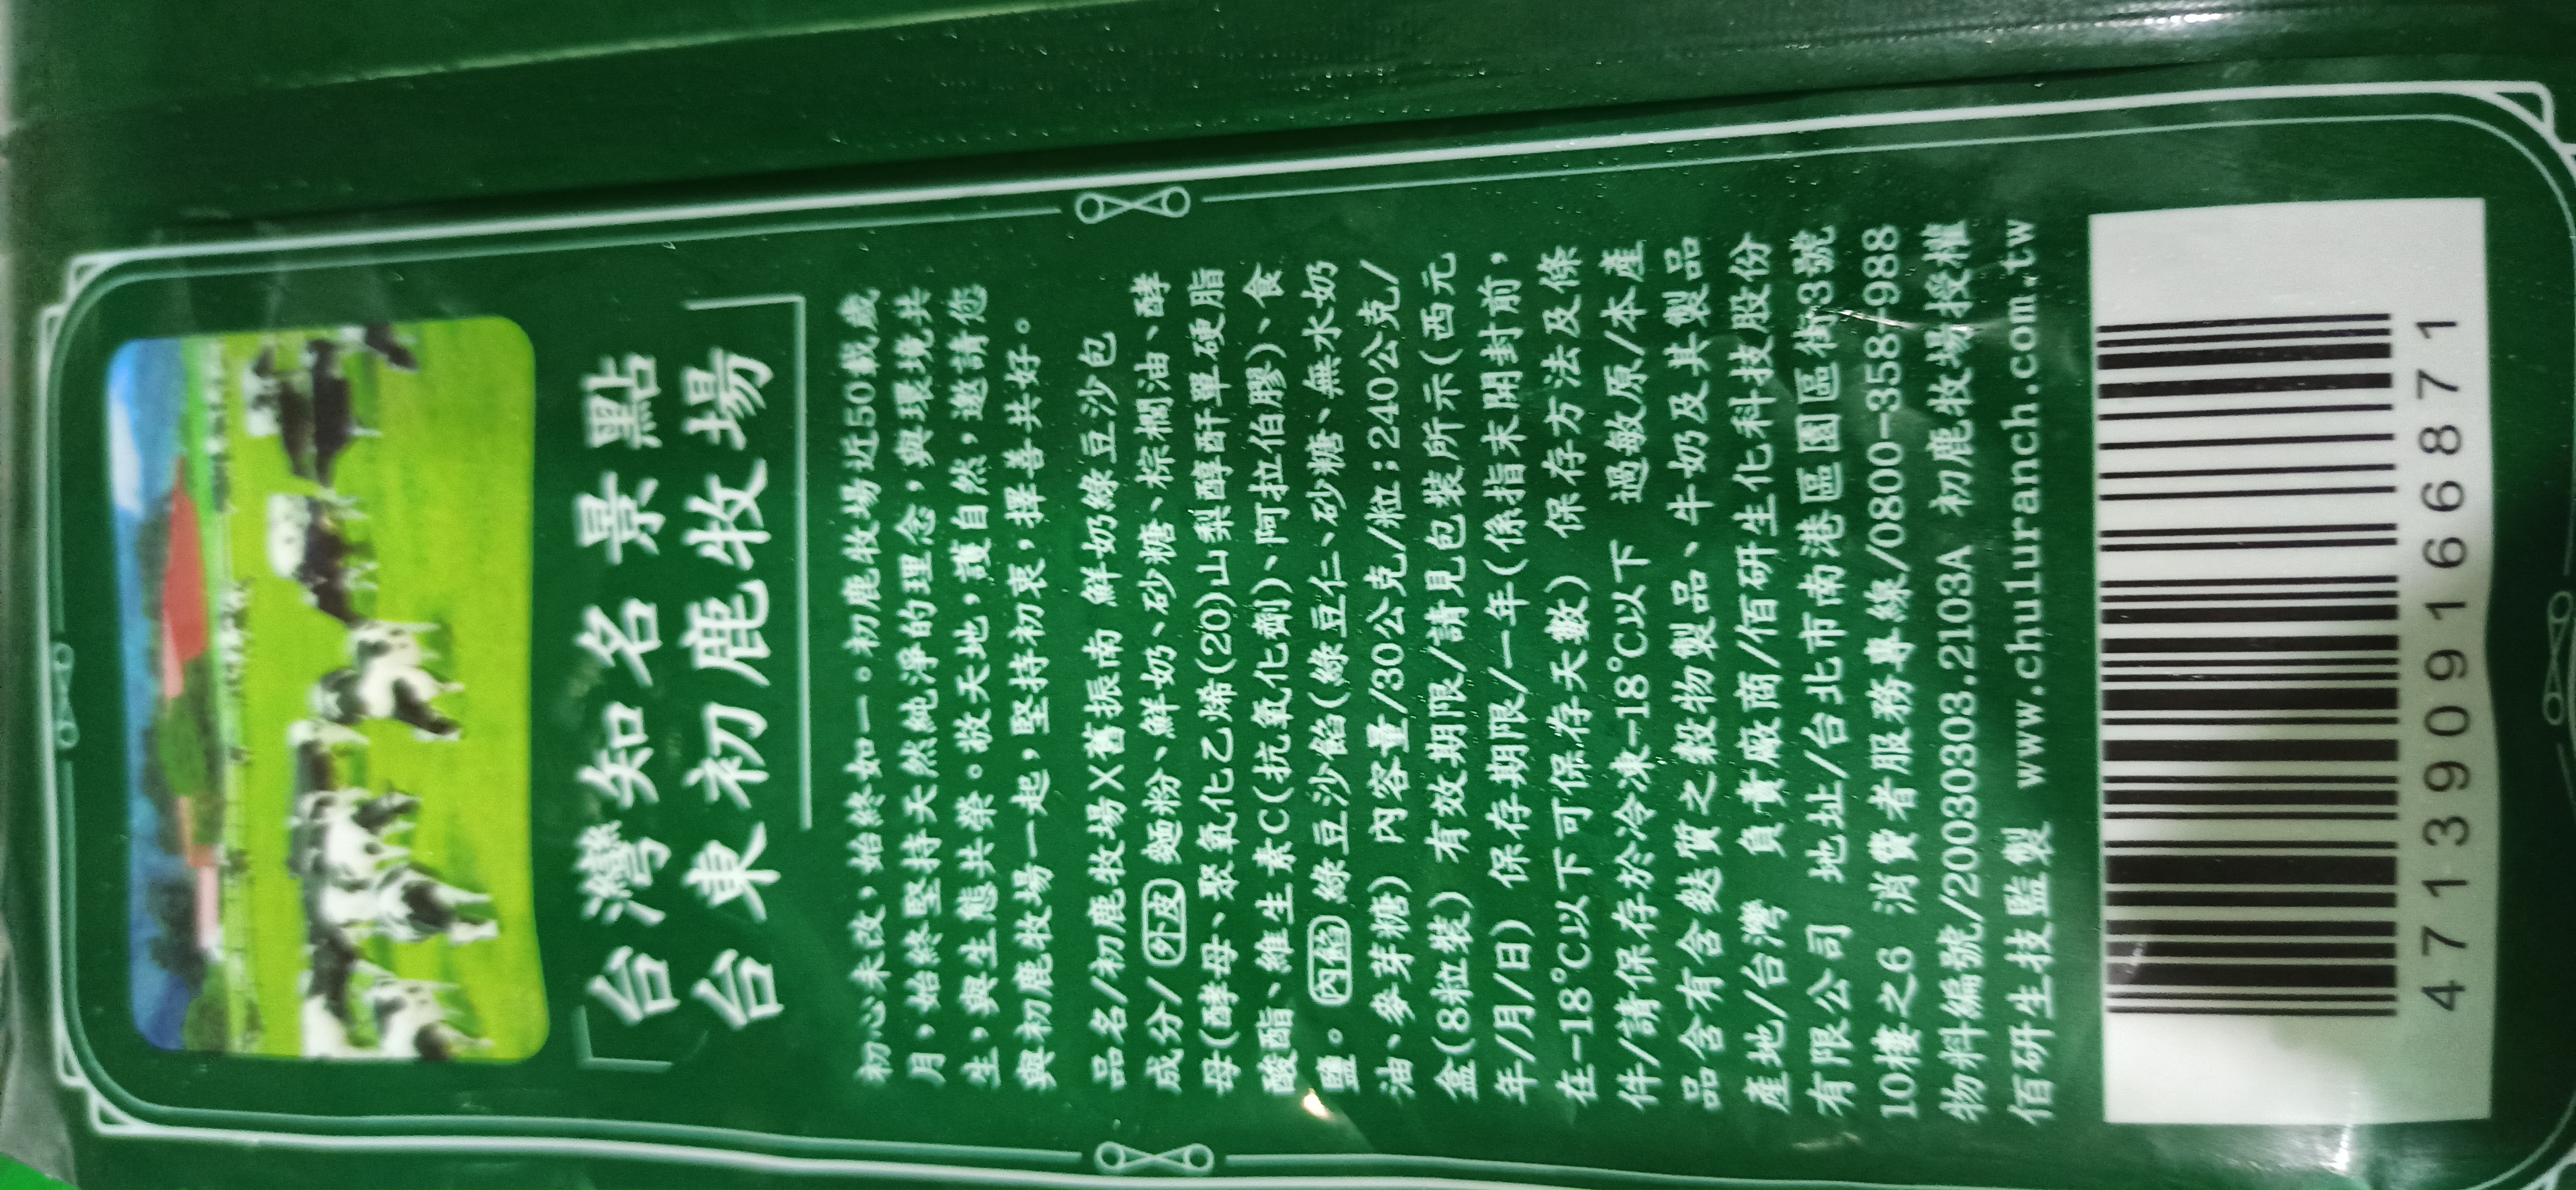 台灣知名景點
台東初鹿牧場
初心未改，始終如一。初鹿牧場近50載歲
月，始終堅持天然純淨的理念，與環境共
生，與生態共榮。敬天地，護自然，邀請您
與初鹿牧場一起，堅持初衷，擇善共好。
品名/初鹿牧場X舊振南 鮮奶綠豆沙包
成分/ 外皮 麵粉、鮮奶、砂糖、棕櫚油、酵
母(酵母、聚氧化乙烯(20)山梨醇酐單硬脂
酸酯、維生素C(抗氧化劑)、阿拉伯膠)、食
鹽。 內餡 綠豆沙餡(綠豆仁、砂糖、無水奶
油、麥芽糖) 內容量/30公克/粒;240公克/
盒(8粒裝) 有效期限/請見包裝所示(西元
年/月/日) 保存期限/一年(係指未開封前，
在-18°C以下可保存天數) 保存方法及條
件/請保存於冷凍-18°C以下 過敏原/本產
品含有含麩質之穀物製品、牛奶及其製品
產地/台灣 負責廠商/佰研生化科技股份
有限公司 地址/台北市南港區園區街3號
10樓之6 消費者服務專線/0800-358-988
物料編號/20030303.2103A 初鹿牧場授權
佰研生技監製 www.chuluranch.com.tw
4713909166871